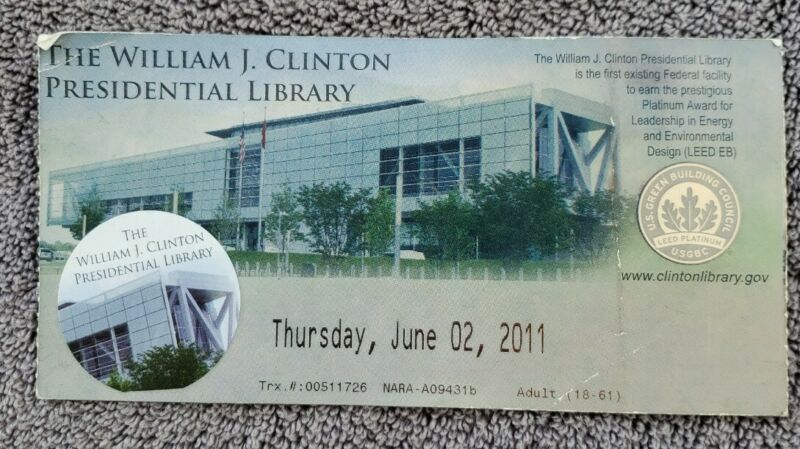 THE WILLIAM J. CLINTON
PRESIDENTIAL LIBRARY
The William J. Clinton Presidential Library
is the first existing Federal facility
to earn the prestigious
Platinum Award for
Leadership in Energy
and Environmental
Design (LEED EB)
U.S. GREEN BUILDING COUNCIL
LEED PLATINUM
USGBC
www.clintonlibrary.gov
THE
WILLIAM J. CLINTON
PRESIDENTIAL LIBRARY
Thursday, June 02, 2011
Trx.#:00511726 NARA-A09431b Adult (18-61)